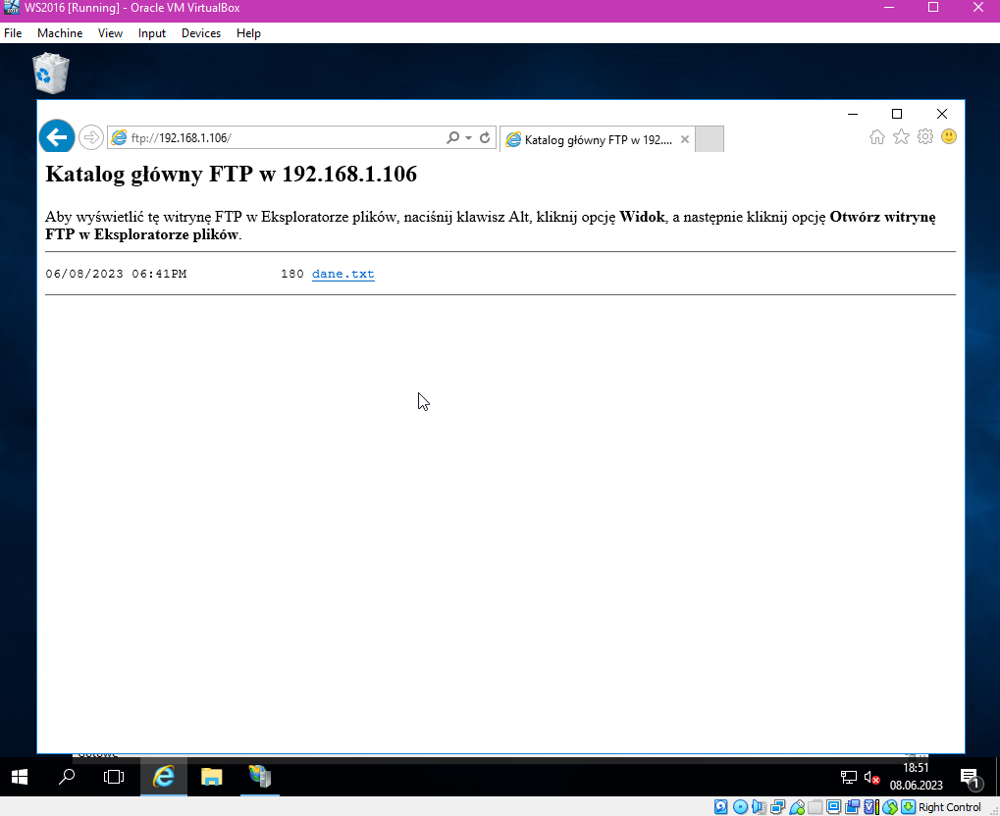 WS2016 [Running] - Oracle VM VirtualBox
File Machine View Input Devices Help
ftp://192.168.1.106/
Katalog główny FTP w 192....
Katalog główny FTP w 192.168.1.106
Aby wyświetlić tę witrynę FTP w Eksploratorze plików, naciśnij klawisz Alt, kliknij opcję Widok, a następnie kliknij opcję Otwórz witrynę
FTP w Eksploratorze plików.
06/08/2023 06:41PM 180 dane.txt
Gotowe
18:51
08.06.2023
1
Right Control